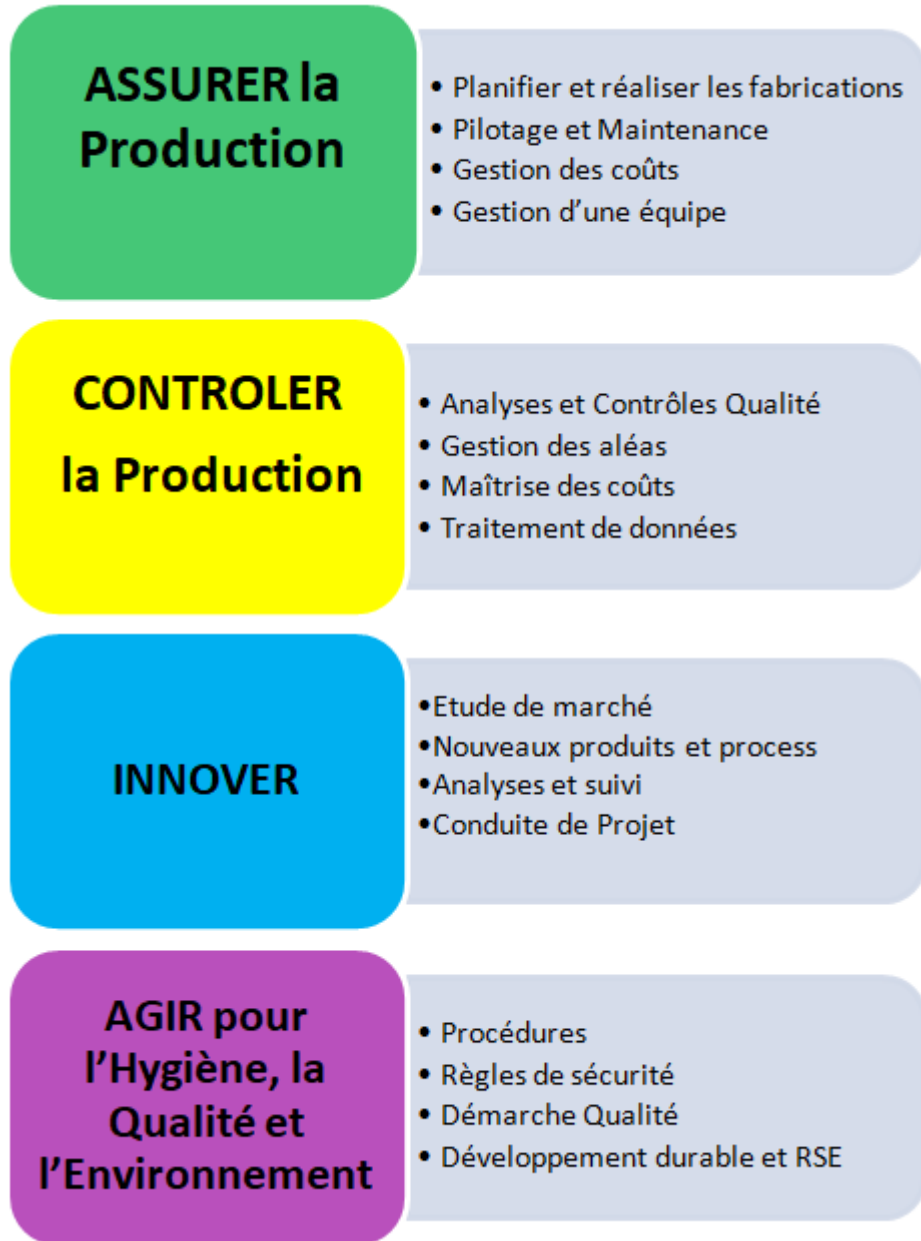 ASSURER la
Production
• Planifier et réaliser les fabrications
• Pilotage et Maintenance
• Gestion des coûts
• Gestion d’une équipe
CONTROLER
la Production
• Analyses et Contrôles Qualité
• Gestion des aléas
• Maîtrise des coûts
• Traitement de données
INNOVER
•Etude de marché
•Nouveaux produits et process
•Analyses et suivi
•Conduite de Projet
AGIR pour
l’Hygiène, la
Qualité et
l’Environnement
• Procédures
• Règles de sécurité
• Démarche Qualité
• Développement durable et RSE